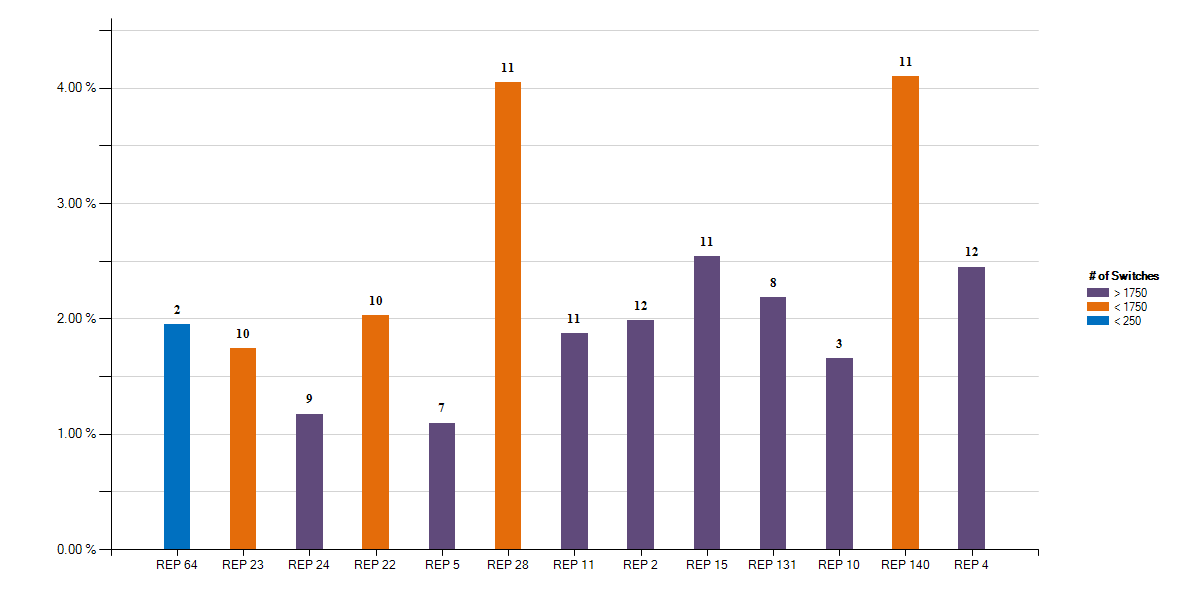 4.00 %
3.00 %
2.00 %
1.00 %
0.00 %
2
10
9
10
7
11
11
12
11
8
3
11
12
REP 64
REP 23
REP 24
REP 22
REP 5
REP 28
REP 11
REP 2
REP 15
REP 131
REP 10
REP 140
REP 4
# of Switches
> 1750
< 1750
< 250